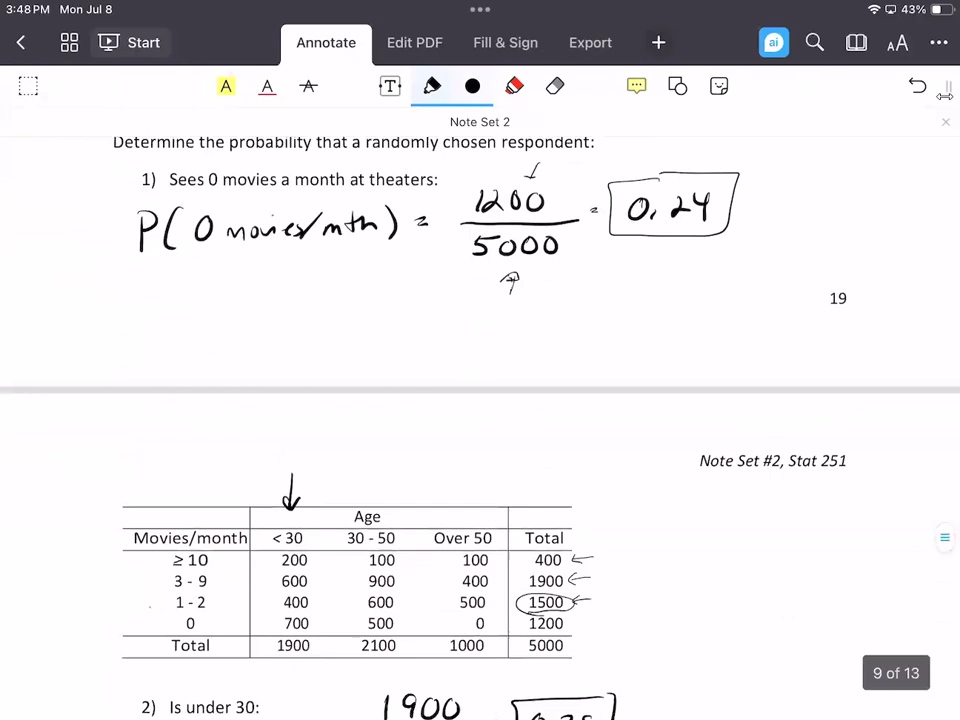 3:48 PM Mon Jul 8 43%
Start Annotate Edit PDF Fill & Sign Export
Note Set 2
Determine the probability that a randomly chosen respondent:
1) Sees 0 movies a month at theaters:
P( 0 movies/mth ) = 1200 / 5000 = 0.24
19
Note Set #2, Stat 251
Age
Movies/month < 30 30 - 50 Over 50 Total
≥ 10 200 100 100 400
3 - 9 600 900 400 1900
1 - 2 400 600 500 1500
0 700 500 0 1200
Total 1900 2100 1000 5000
9 of 13
2) Is under 30: 1900